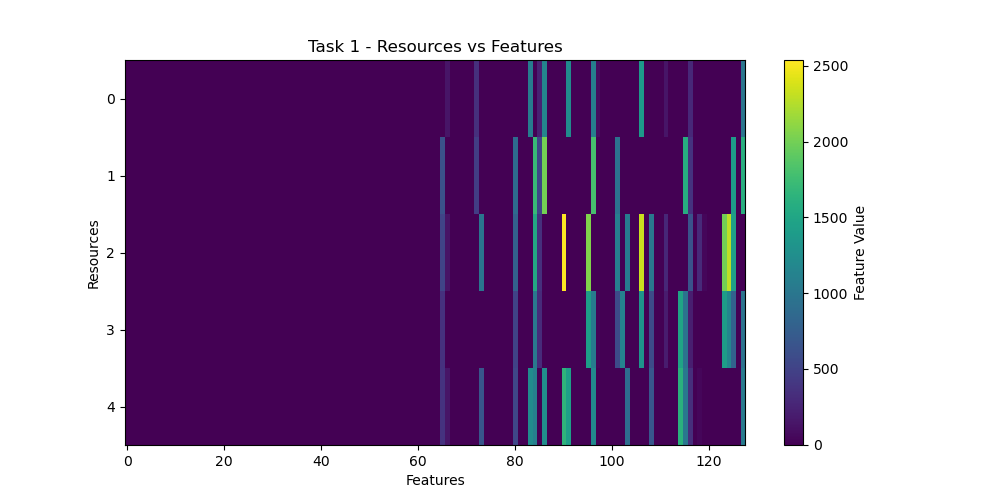 Task 1 - Resources vs Features
Resources
0
1
2
3
4
0 20 40 60 80 100 120
Features
2500
2000
1500
1000
500
0
Feature Value